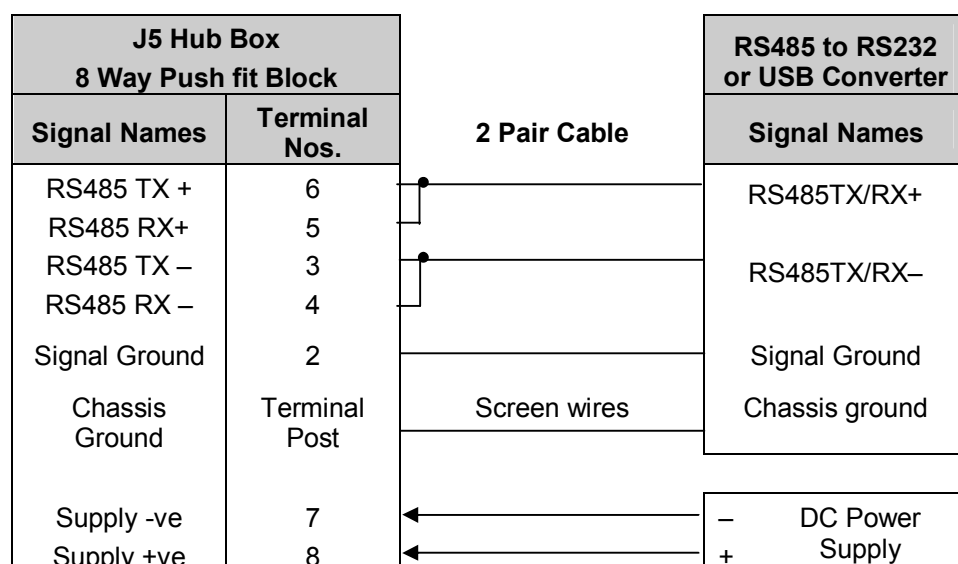 J5 Hub Box
8 Way Push fit Block
RS485 to RS232
or USB Converter
Signal Names
Terminal
Nos.
2 Pair Cable
Signal Names
RS485 TX +
6
RS485TX/RX+
RS485 RX+
5
RS485 TX –
3
RS485TX/RX–
RS485 RX –
4
Signal Ground
2
Signal Ground
Chassis
Ground
Terminal
Post
Screen wires
Chassis ground
Supply -ve
7
–
DC Power
Supply
Supply +ve
8
+